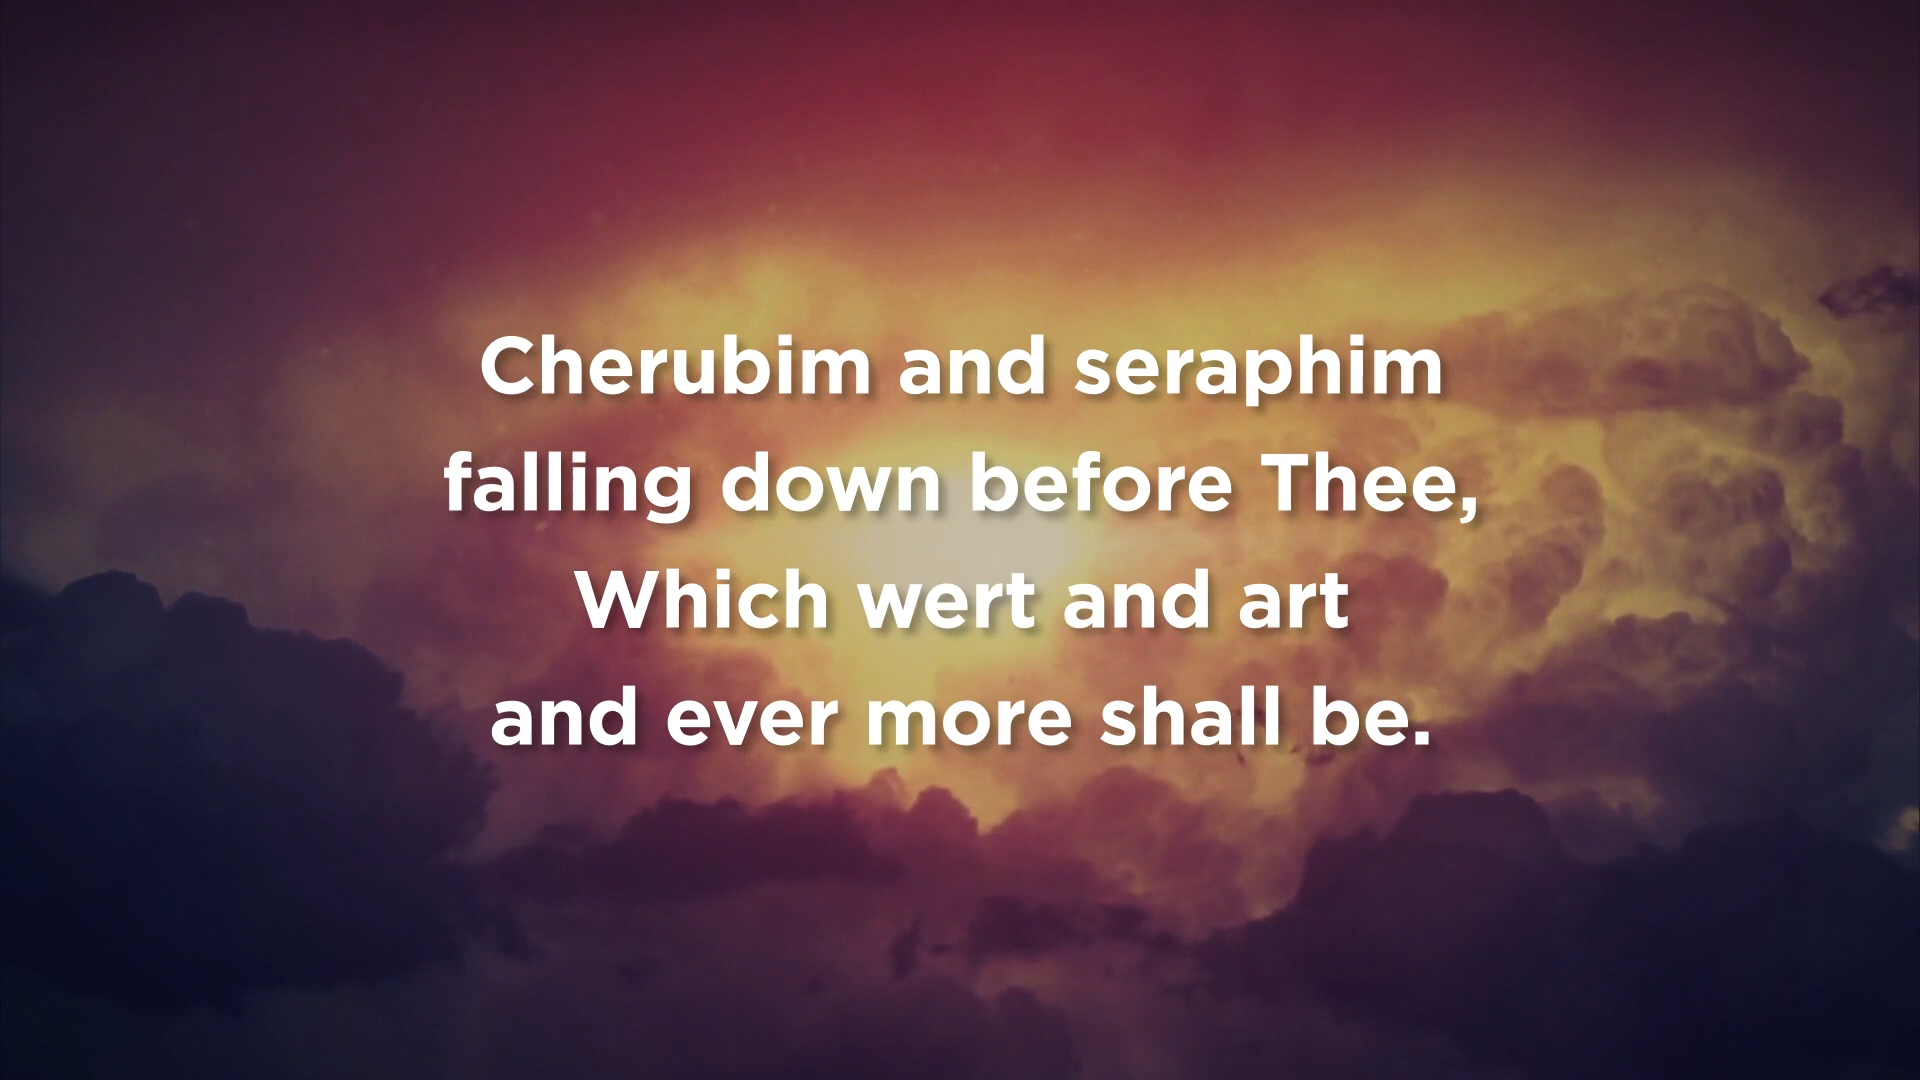 Cherubim and seraphim
falling down before Thee,
Which wert and art
and ever more shall be.